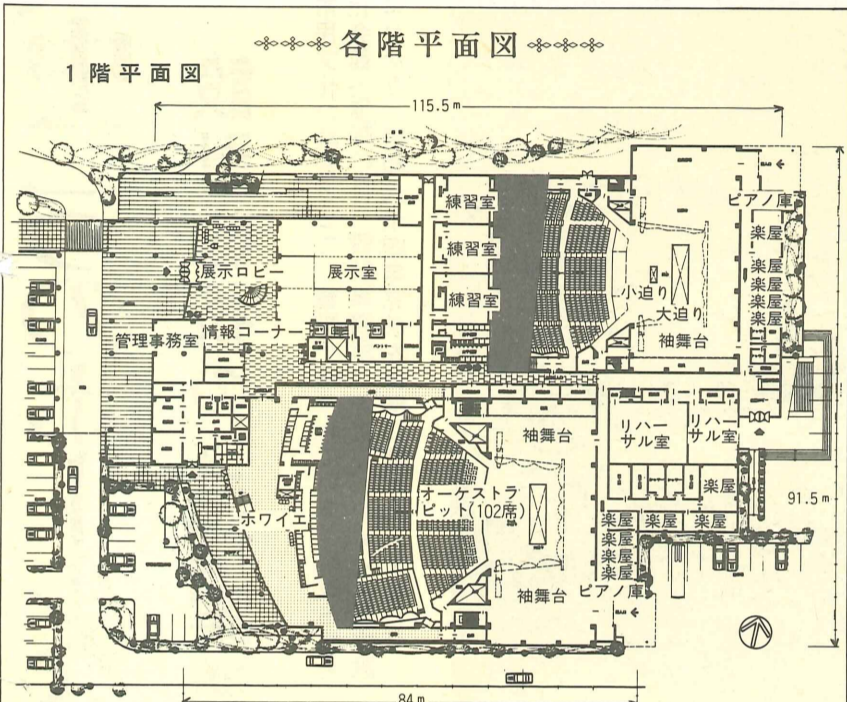 各階平面図
1階平面図
115.5m
ピアノ庫
練習室
楽屋
練習室
楽屋
展示ロビー
展示室
楽屋
練習室
小迫り
楽屋
大迫り
楽屋
管理事務室
情報コーナー
袖舞台
袖舞台
リハーサル室
リハーサル室
オーケストラ
ピット(102席)
楽屋
91.5m
ホワイエ
楽屋
楽屋
楽屋
楽屋
楽屋
楽屋
袖舞台
ピアノ庫
84m